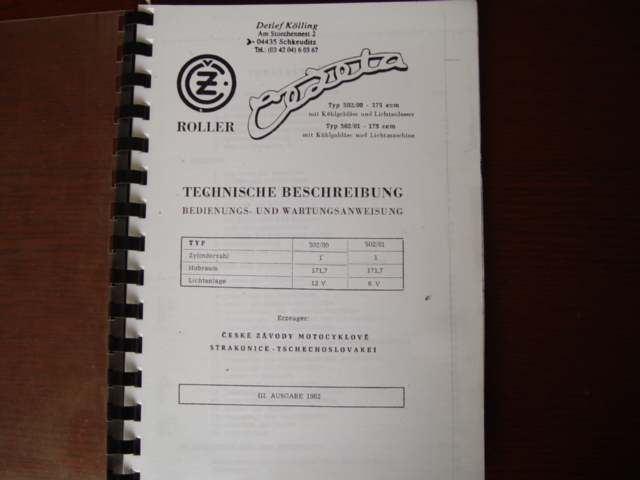 Detlef Kölling
Am Storchennest 2
04435 Schkeuditz
Tel.: (03 42 04) 6 03 67
ČZ
Čezeta
ROLLER
Typ 502/00 - 175 ccm
mit Kühlgebläse und Lichtanlasser
Typ 502/01 - 175 ccm
mit Kühlgebläse und Lichtmaschine
TECHNISCHE BESCHREIBUNG
BEDIENUNGS- UND WARTUNGSANWEISUNG
TYP 502/00 502/01
Zylinderzahl 1 1
Hubraum 171,7 171,7
Lichtanlage 12 V 6 V
Erzeuger:
ČESKÉ ZÁVODY MOTOCYKLOVÉ
STRAKONICE - TSCHECHOSLOVAKEI
III. AUSGABE 1962